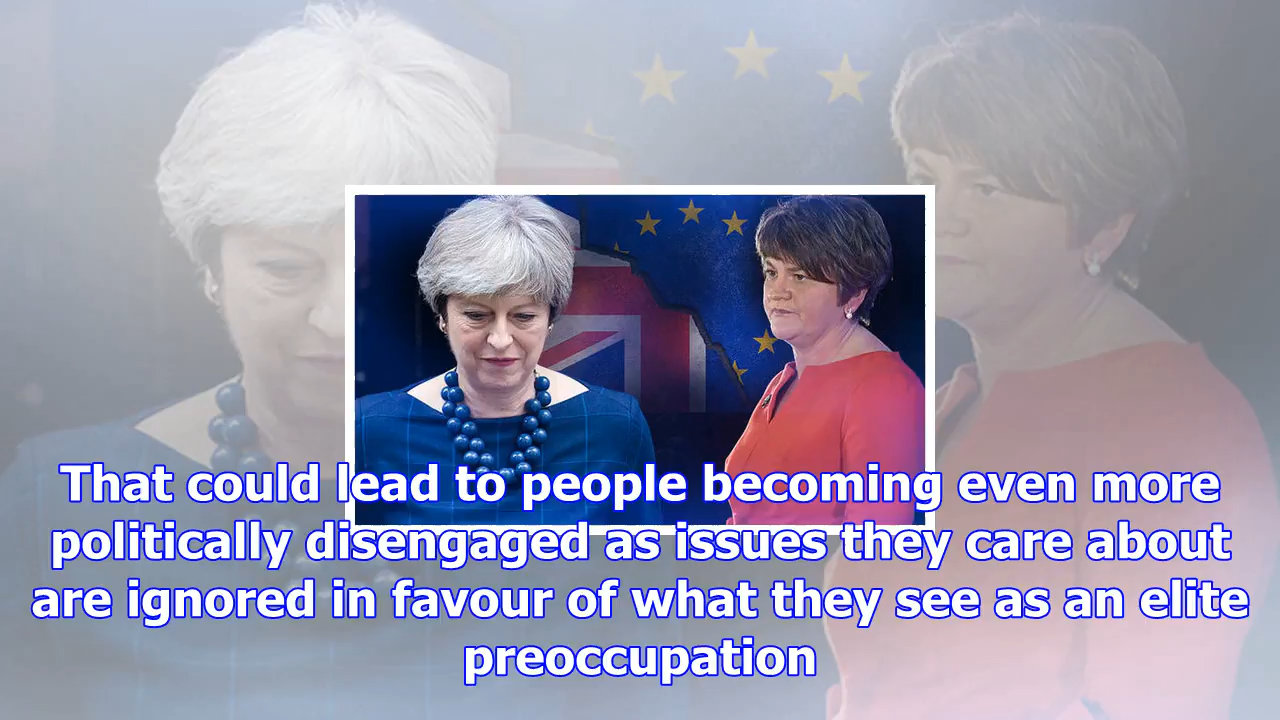 That could lead to people becoming even more
politically disengaged as issues they care about
are ignored in favour of what they see as an elite
preoccupation